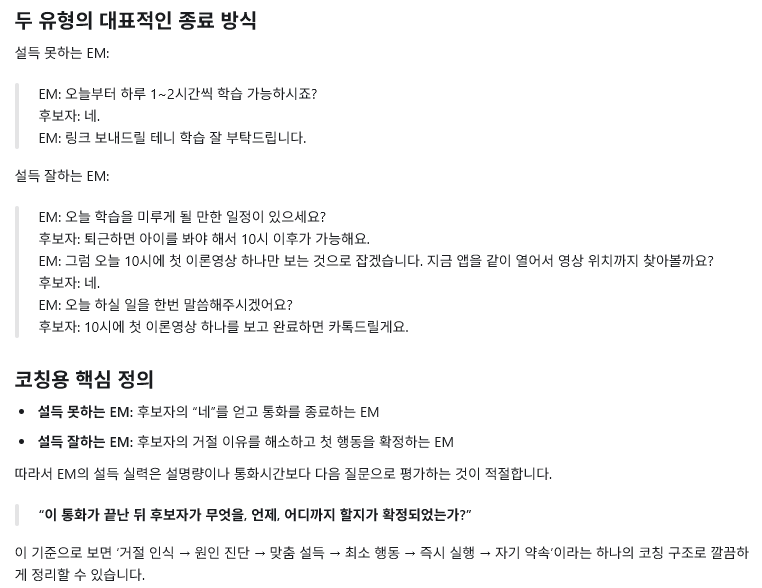 두 유형의 대표적인 종료 방식
설득 못하는 EM:
EM: 오늘부터 하루 1~2시간씩 학습 가능하시죠?
후보자: 네.
EM: 링크 보내드릴 테니 학습 잘 부탁드립니다.
설득 잘하는 EM:
EM: 오늘 학습을 미루게 될 만한 일정이 있으세요?
후보자: 퇴근하면 아이를 봐야 해서 10시 이후가 가능해요.
EM: 그럼 오늘 10시에 첫 이론영상 하나만 보는 것으로 잡겠습니다. 지금 앱을 같이 열어서 영상 위치까지 찾아볼까요?
후보자: 네.
EM: 오늘 하실 일을 한번 말씀해주시겠어요?
후보자: 10시에 첫 이론영상 하나를 보고 완료하면 카톡드릴게요.
코칭용 핵심 정의
• 설득 못하는 EM: 후보자의 “네”를 얻고 통화를 종료하는 EM
• 설득 잘하는 EM: 후보자의 거절 이유를 해소하고 첫 행동을 확정하는 EM
따라서 EM의 설득 실력은 설명량이나 통화시간보다 다음 질문으로 평가하는 것이 적절합니다.
“이 통화가 끝난 뒤 후보자가 무엇을, 언제, 어디까지 할지가 확정되었는가?”
이 기준으로 보면 ‘거절 인식 → 원인 진단 → 맞춤 설득 → 최소 행동 → 즉시 실행 → 자기 약속’이라는 하나의 코칭 구조로 깔끔하
게 정리할 수 있습니다.